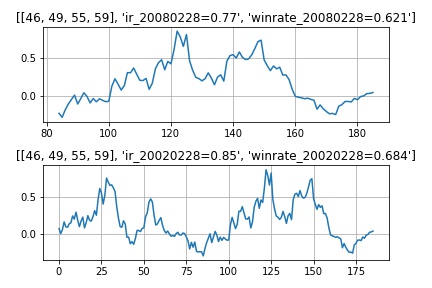 [[46, 49, 55, 59], 'ir_20080228=0.77', 'winrate_20080228=0.621']
0.5
0.0
80 100 120 140 160 180
[[46, 49, 55, 59], 'ir_20020228=0.85', 'winrate_20020228=0.684']
0.5
0.0
0 25 50 75 100 125 150 175